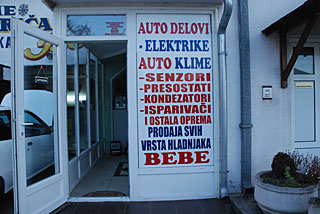 AUTO DELOVI
· ELEKTRIKE
AUTO KLIME
-SENZORI
-PRESOSTATI
-KONDEZATORI
-ISPARIVAČI
I OSTALA OPREMA
PRODAJA SVIH
VRSTA HLADNJAKA
BEBE